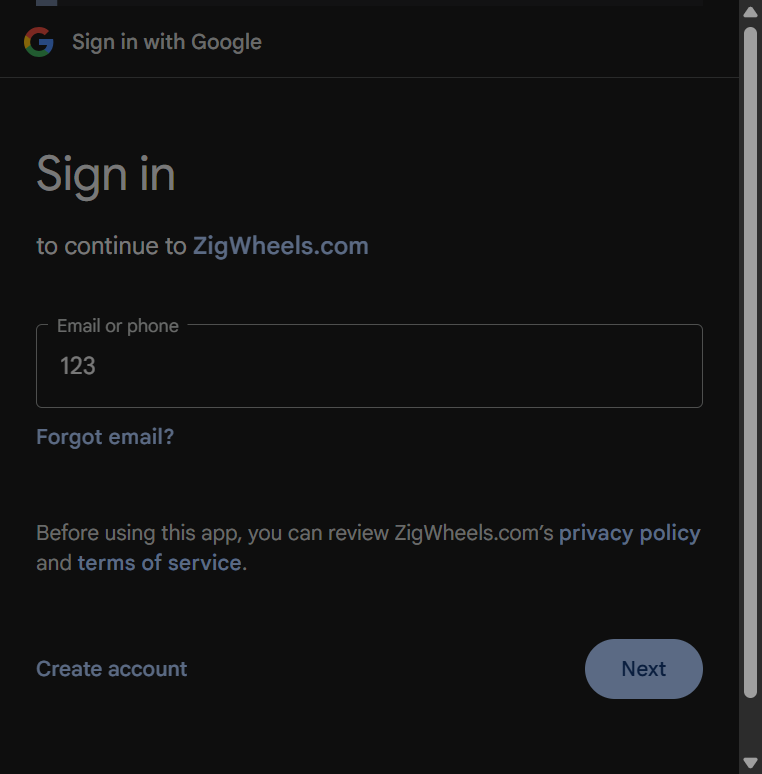 Sign in with Google
Sign in
to continue to ZigWheels.com
Email or phone
123
Forgot email?
Before using this app, you can review ZigWheels.com’s privacy policy
and terms of service.
Create account
Next